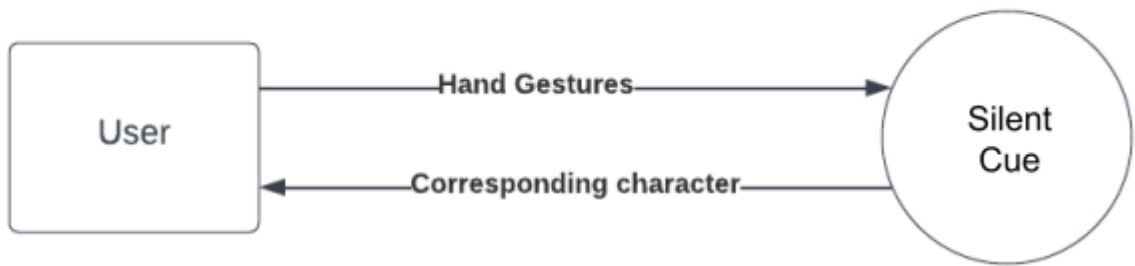 User
Hand Gestures
Corresponding character
Silent
Cue